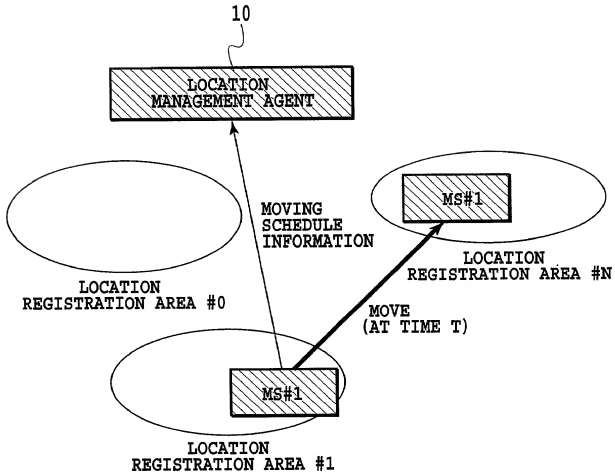 10
LOCATION
MANAGEMENT AGENT
MS#1
MOVING
SCHEDULE
INFORMATION
LOCATION
REGISTRATION AREA #N
LOCATION
REGISTRATION AREA #0
MOVE
(AT TIME T)
MS#1
LOCATION
REGISTRATION AREA #1